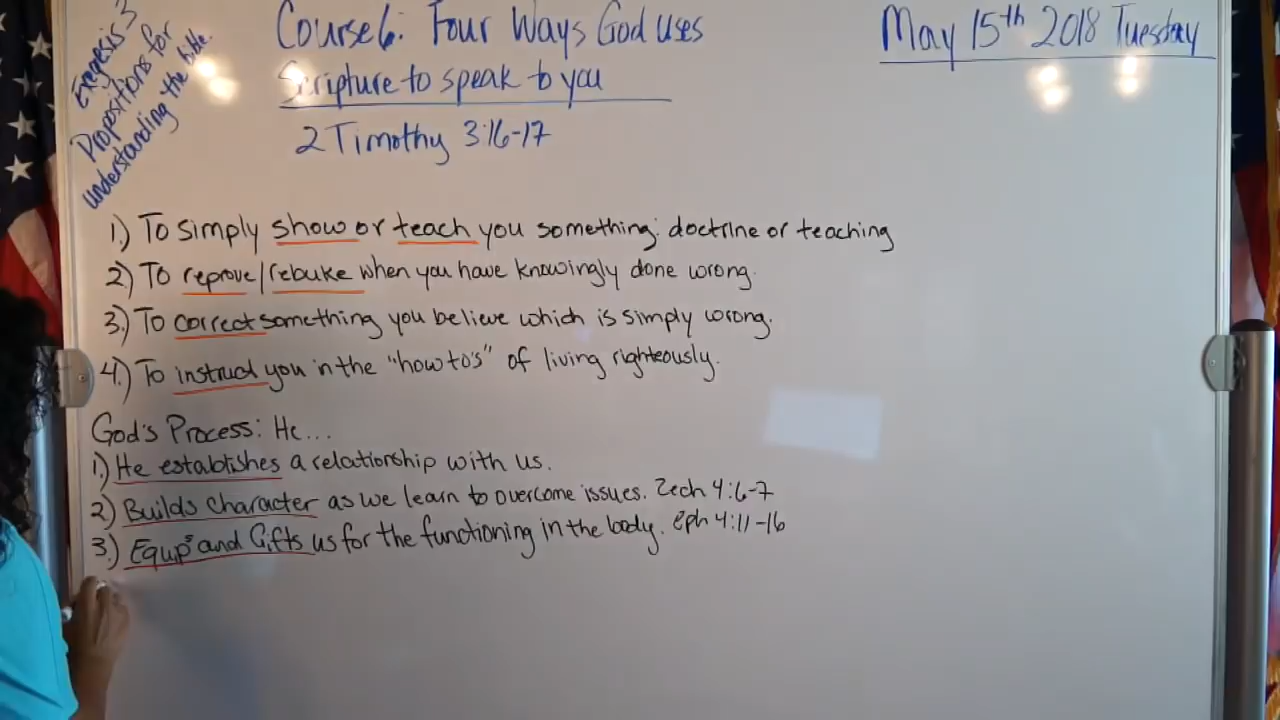 Exegesis 3
Propositions for
understanding the bible.
Course 6: Four Ways God Uses
Scripture to speak to you
2 Timothy 3:16-17
May 15th 2018 Tuesday
1.) To simply show or teach you something: doctrine or teaching
2) To reprove/rebuke when you have knowingly done wrong.
3.) To correct something you believe which is simply wrong.
4.) To instruct you in the "how to's" of living righteously.
God's Process: He...
1.) He establishes a relationship with us.
2) Builds Character as we learn to overcome issues. Zech 4:6-7
3.) Equips and Gifts us for the functioning in the body. Eph 4:11-16